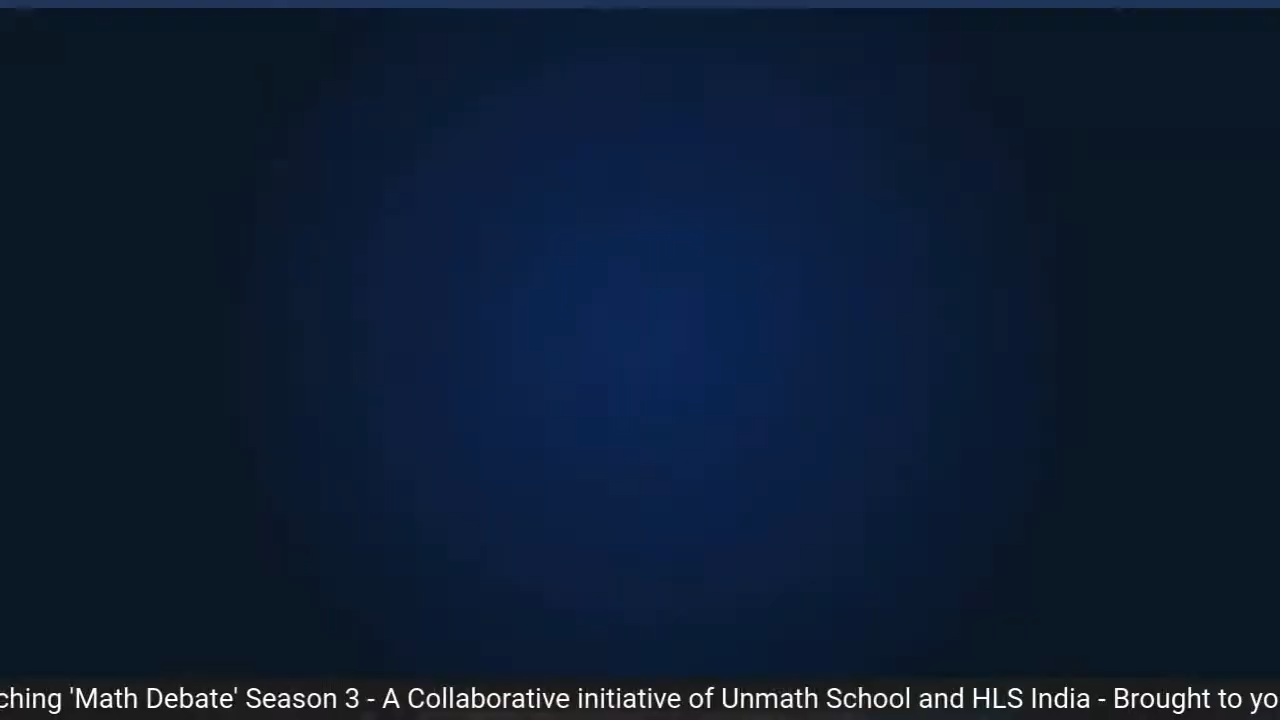 ching 'Math Debate' Season 3 - A Collaborative initiative of Unmath School and HLS India - Brought to yo